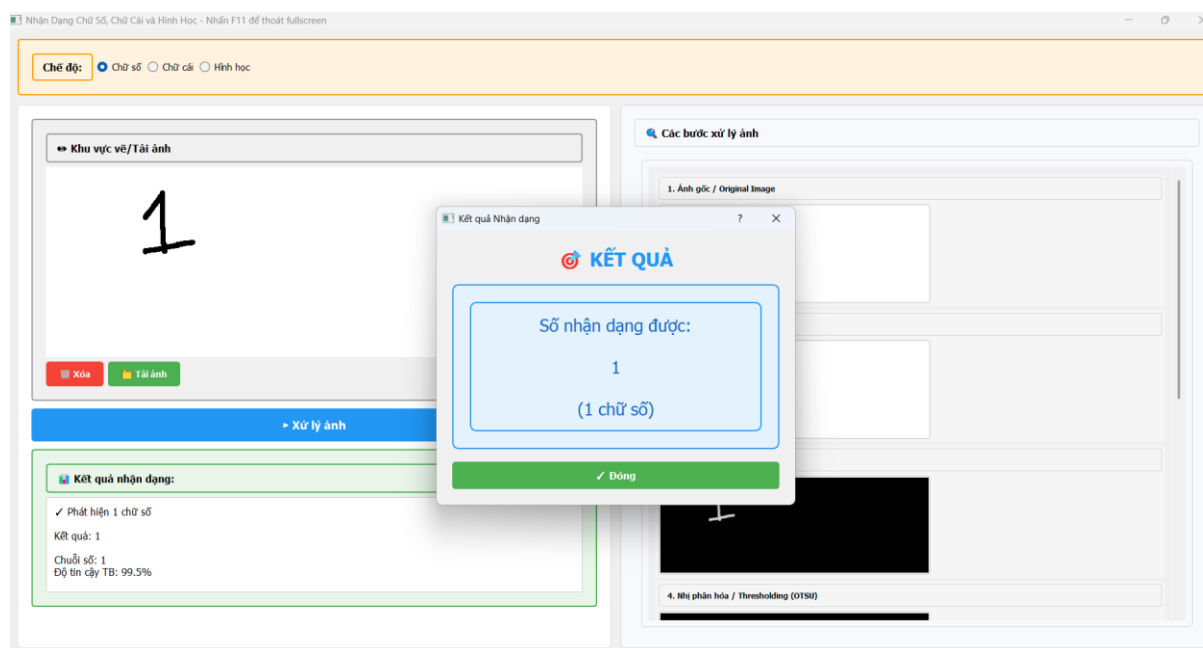 Nhận Dạng Chữ Số, Chữ Cái và Hình Học - Nhấn F11 để thoát fullscreen
Chế độ: Chữ số Chữ cái Hình học
Khu vực vẽ/Tải ảnh
1
Xóa Tải ảnh
▸ Xử lý ảnh
Kết quả nhận dạng:
✓ Phát hiện 1 chữ số
Kết quả: 1
Chuỗi số: 1
Độ tin cậy TB: 99.5%
Các bước xử lý ảnh
1. Ảnh gốc / Original Image
1
4. Nhị phân hóa / Thresholding (OTSU)
Kết quả Nhận dạng ? ×
KẾT QUẢ
Số nhận dạng được:
1
(1 chữ số)
✓ Đóng